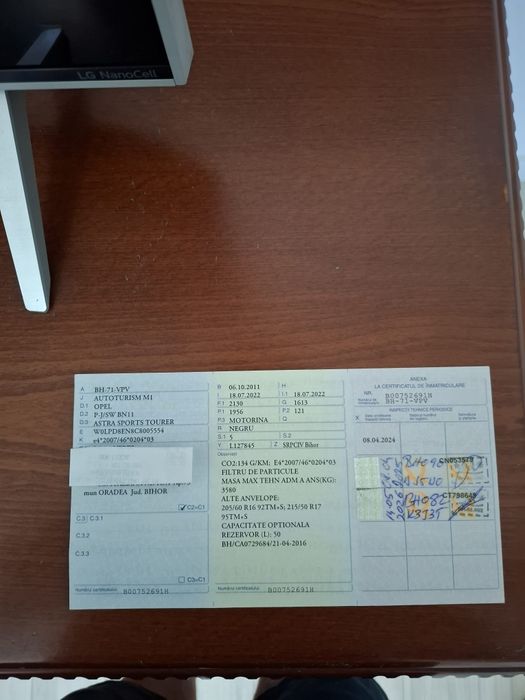 LG NanoCell
A BH-71-VPV
J AUTOTURISM M1
D.1 OPEL
D.2 P-J/SW BN11
D.3 ASTRA SPORTS TOURER
E W0LPD8EN8C8005554
K e4*2007/46*0204*03
mun ORADEA Jud. BIHOR
C2=C1
C.3 C.3.1
C.3.2
C.3.3
C3=C1
Numărul certificatului B00752691H
B 06.10.2011 H
I 18.07.2022 I.1 18.07.2022
F.1 2150 G 1613
P.1 1956 P.2 121
P.3 MOTORINA Q
R NEGRU
S.1 5 S.2
Y L127845 Z SRPCIV Bihor
Observații
CO2:134 G/KM: E4*2007/46*0204*03
FILTRU DE PARTICULE
MASA MAX TEHN ADM A ANS(KG):
3580
ALTE ANVELOPE:
205/60 R16 92TM+S; 215/50 R17
95TM+S
CAPACITATE OPTIONALA
REZERVOR (L): 50
BH/CA0729684/21-04-2016
Numărul certificatului B00752691H
ANEXA
LA CERTIFICATUL DE ÎNMATRICULARE
NR. B00752691H
BH-71-VPV
INSPECȚII TEHNICE PERIODICE
X
08.04.2024
CN053579
CT798645